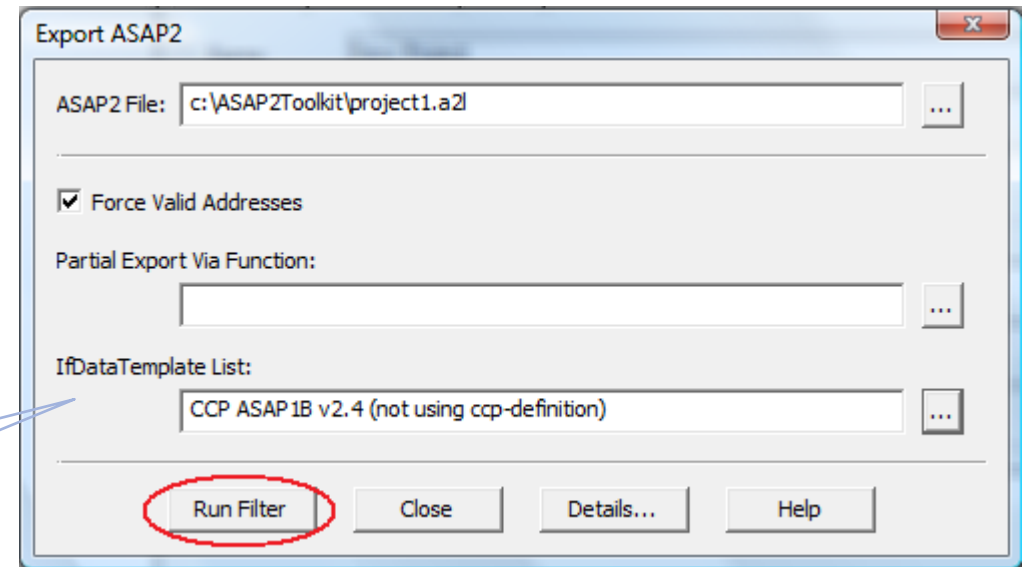 Export ASAP2
ASAP2 File: c:\ASAP2Toolkit\project1.a2l ...
Force Valid Addresses
Partial Export Via Function:
...
IfDataTemplate List:
CCP ASAP1B v2.4 (not using ccp-definition) ...
Run Filter Close Details... Help